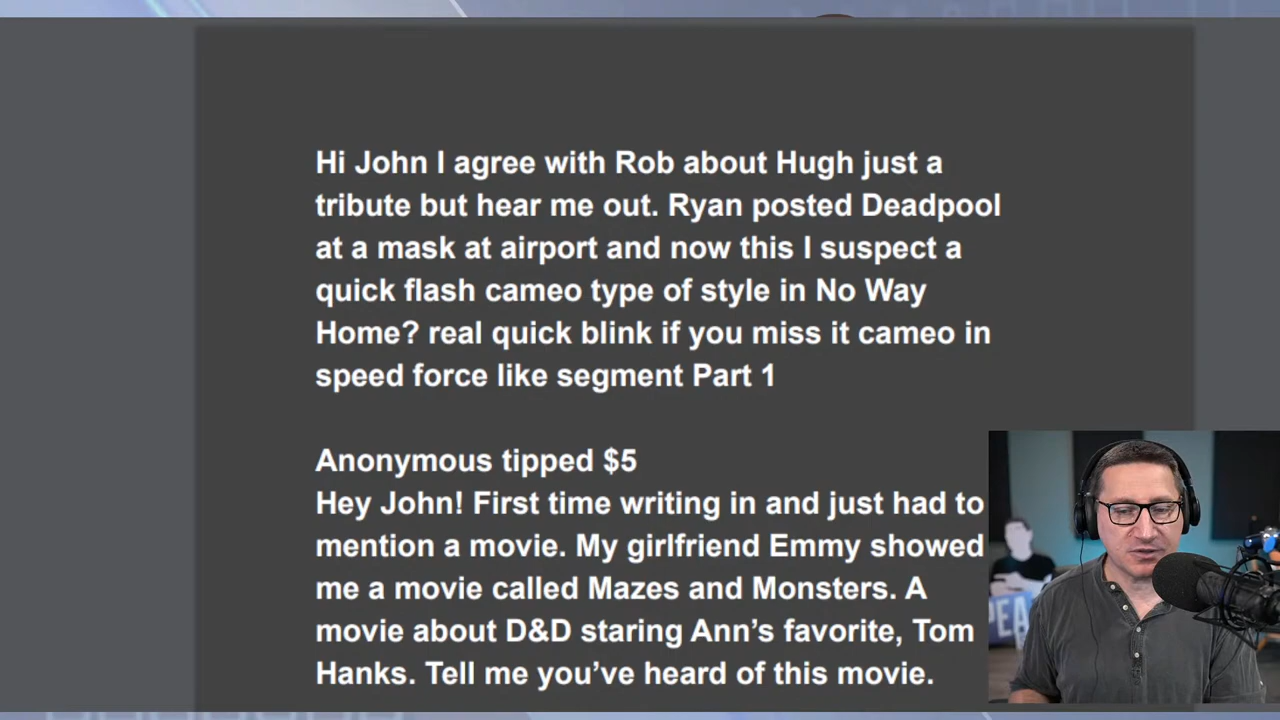 Hi John I agree with Rob about Hugh just a
tribute but hear me out. Ryan posted Deadpool
at a mask at airport and now this I suspect a
quick flash cameo type of style in No Way
Home? real quick blink if you miss it cameo in
speed force like segment Part 1
Anonymous tipped $5
Hey John! First time writing in and just had to
mention a movie. My girlfriend Emmy showed
me a movie called Mazes and Monsters. A
movie about D&D staring Ann’s favorite, Tom
Hanks. Tell me you’ve heard of this movie.